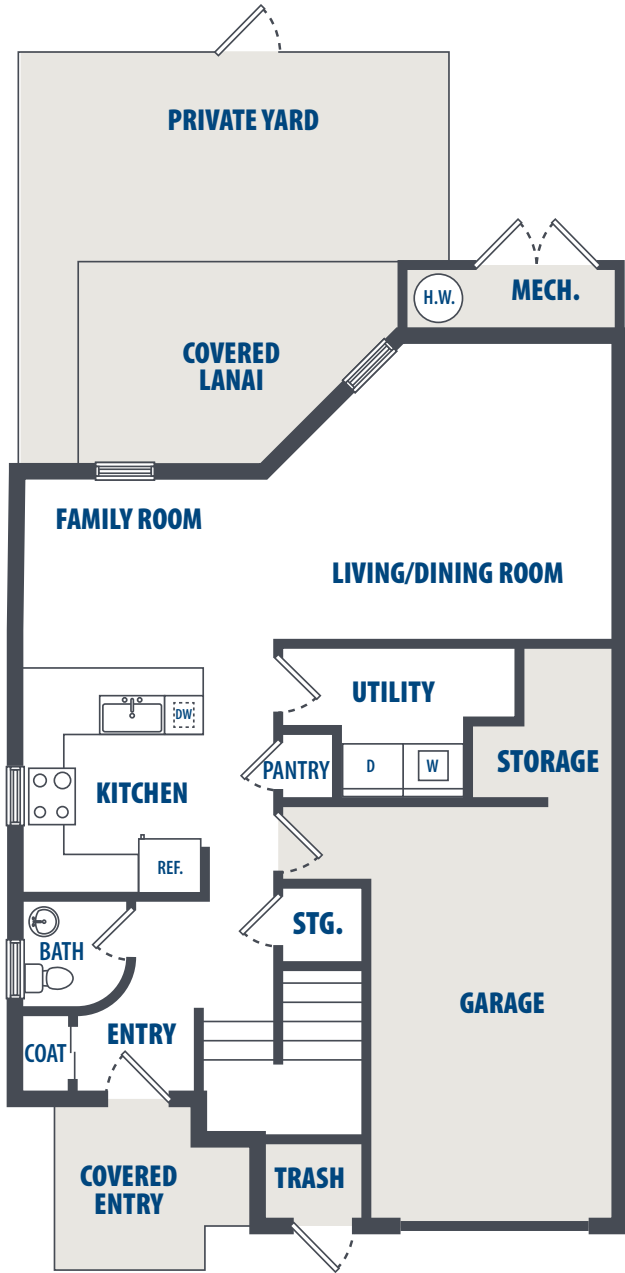 PRIVATE YARD
H.W.
MECH.
COVERED
LANAI
FAMILY ROOM
LIVING/DINING ROOM
UTILITY
DW
PANTRY
D
W
STORAGE
KITCHEN
REF.
STG.
BATH
GARAGE
ENTRY
COAT
COVERED
ENTRY
TRASH